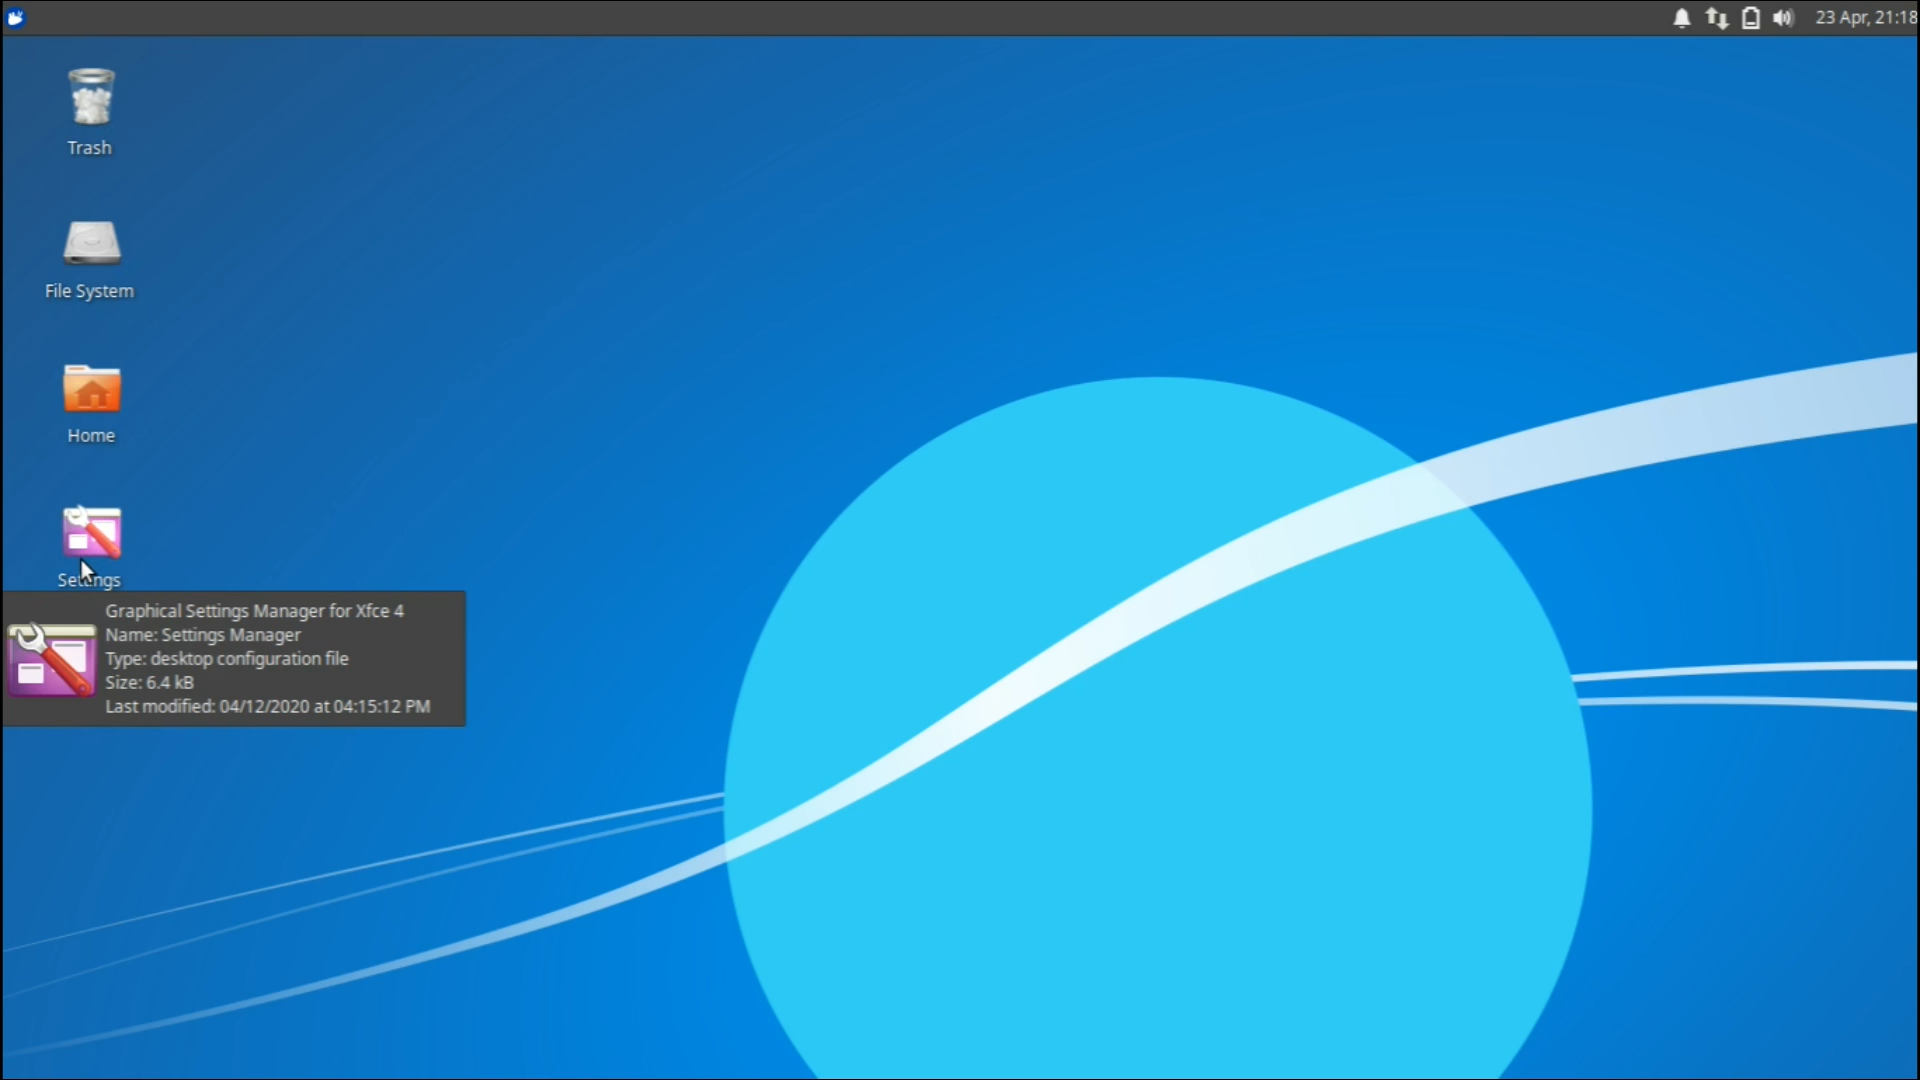 23 Apr, 21:18
Trash
File System
Home
Settings
Graphical Settings Manager for Xfce 4
Name: Settings Manager
Type: desktop configuration file
Size: 6.4 kB
Last modified: 04/12/2020 at 04:15:12 PM